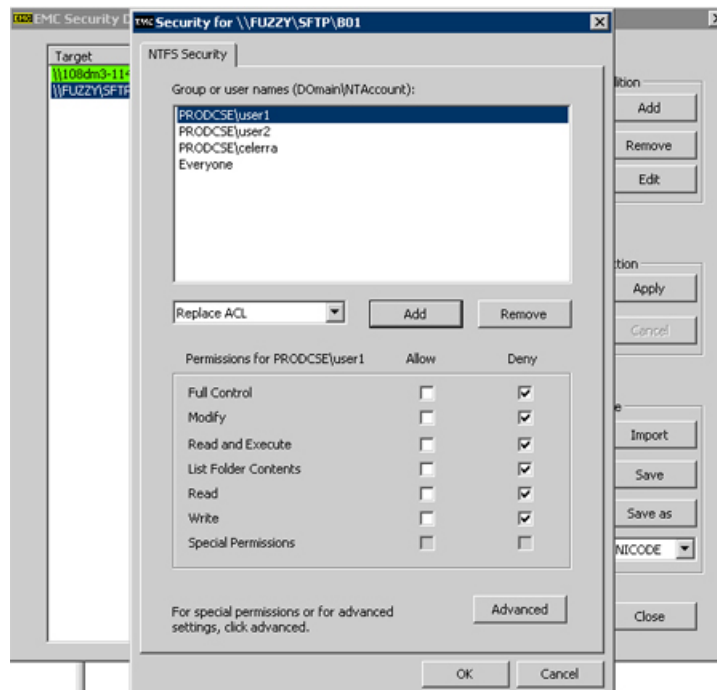 EMC Security D
EMC Security for \\FUZZY\SFTP\B01
NTFS Security
Target
\\108dm3-114
\\FUZZY\SFTP
Group or user names (DOmain\NTAccount):
PRODCSE\user1
PRODCSE\user2
PRODCSE\celerra
Everyone
Replace ACL
Add
Remove
Permissions for PRODCSE\user1 Allow Deny
Full Control
Modify
Read and Execute
List Folder Contents
Read
Write
Special Permissions
For special permissions or for advanced
settings, click advanced.
Advanced
OK Cancel
Add
Remove
Edit
Apply
Cancel
Import
Save
Save as
NICODE
Close